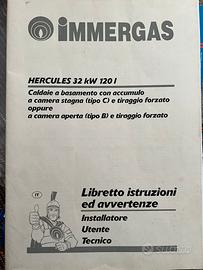 IMMERGAS
HERCULES 32 kW 120 l
Caldaie a basamento con accumulo
a camera stagna (tipo C) e tiraggio forzato
oppure
a camera aperta (tipo B) e tiraggio forzato
IT
Libretto istruzioni
ed avvertenze
Installatore
Utente
Tecnico